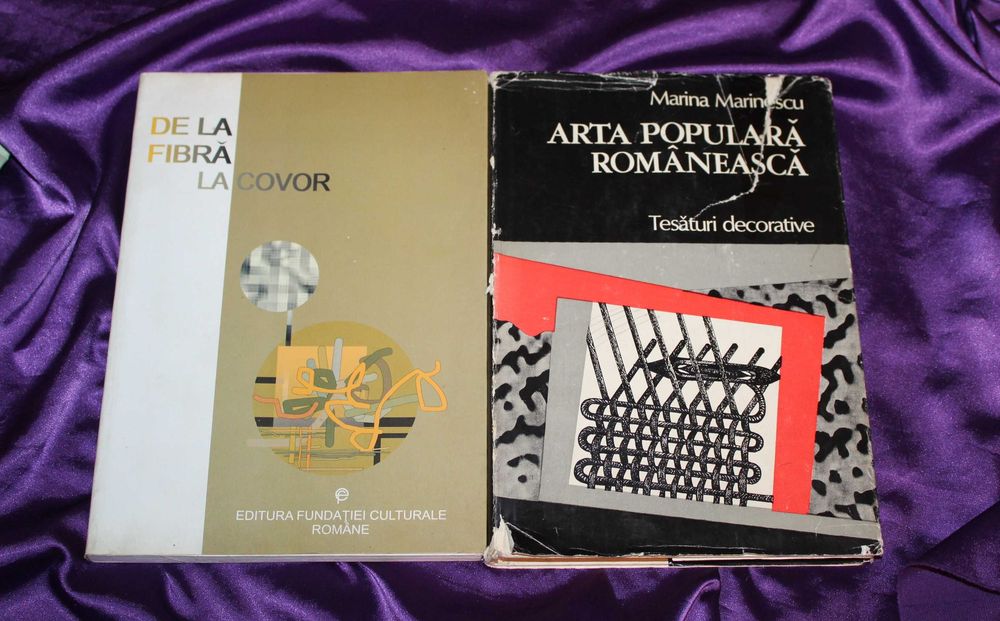 DE LA
FIBRĂ
LA COVOR
EDITURA FUNDAȚIEI CULTURALE
ROMÂNE
Marina Marinescu
ARTA POPULARĂ
ROMÂNEASCĂ
Tesături decorative